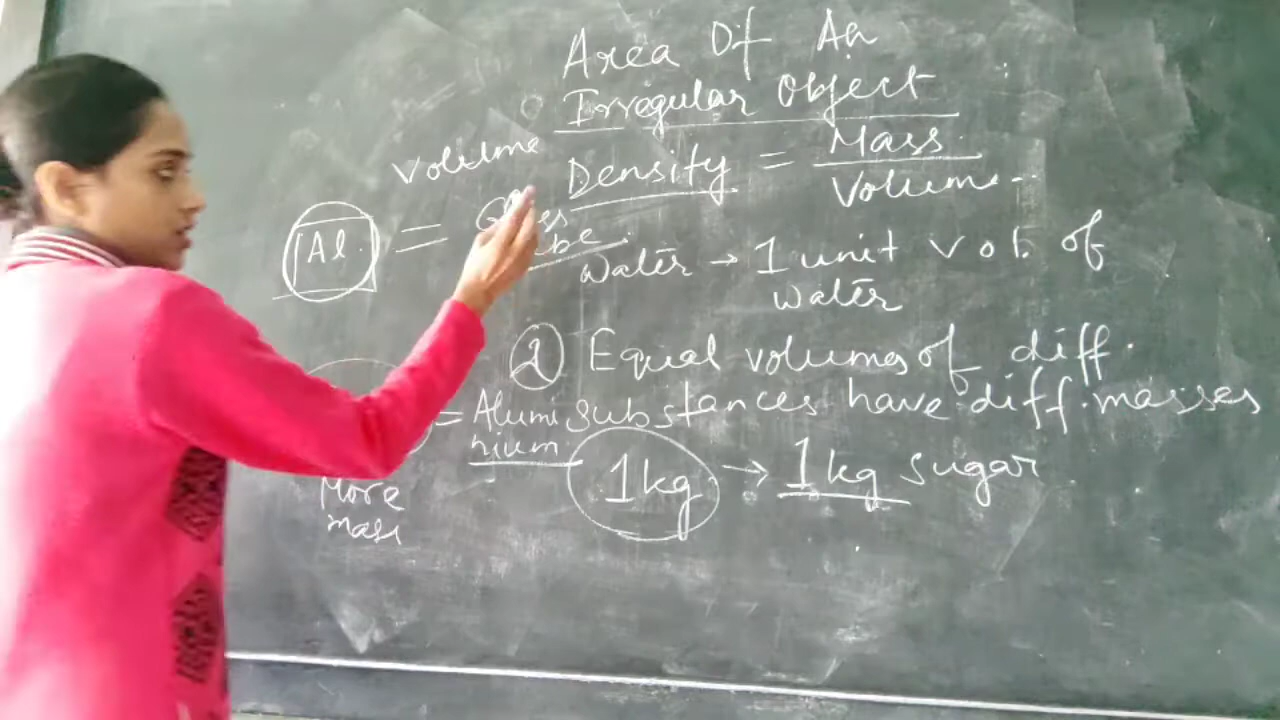 Area Of An
Irregular Object
Volume
Density = Mass
Volume
Al. =
Water → 1 unit vol. of
water
2 Equal volumes of diff.
substances have diff. masses
= Alumi
nium
1kg → 1kg sugar
More
mass